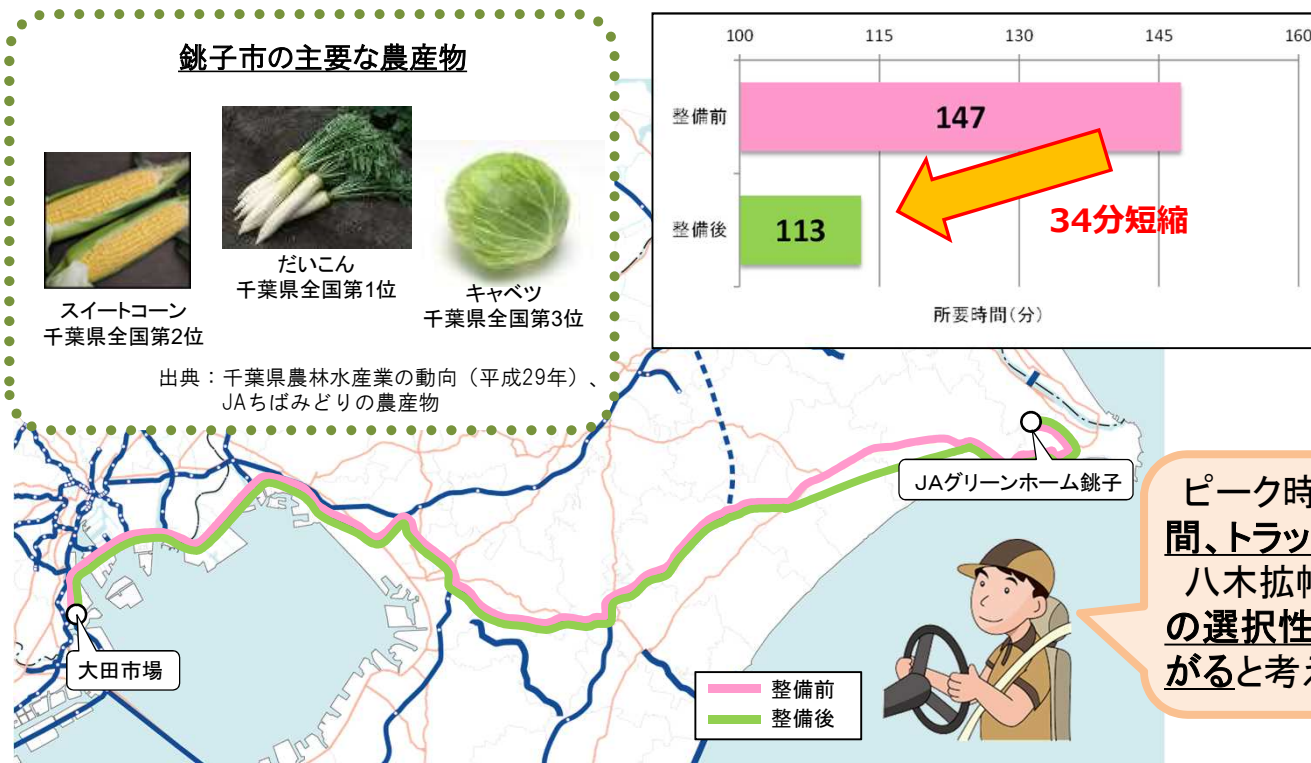 銚子市の主要な農産物
スイートコーン
千葉県全国第2位
だいこん
千葉県全国第1位
キャベツ
千葉県全国第3位
出典：千葉県農林水産業の動向（平成29年）、
JAちばみどりの農産物
100
115
130
145
160
整備前
147
整備後
113
34分短縮
所要時間(分)
JAグリーンホーム銚子
大田市場
整備前
整備後
ピーク時
間、トラッ
八木拡
の選択性
がると考